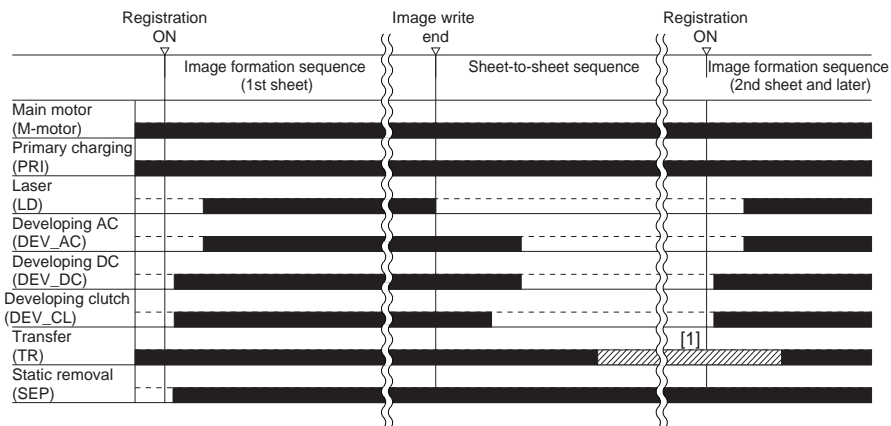 Registration
ON
Image write
end
Registration
ON
Image formation sequence
(1st sheet)
Sheet-to-sheet sequence
Image formation sequence
(2nd sheet and later)
Main motor
(M-motor)
Primary charging
(PRI)
Laser
(LD)
Developing AC
(DEV_AC)
Developing DC
(DEV_DC)
Developing clutch
(DEV_CL)
Transfer
(TR)
[1]
Static removal
(SEP)